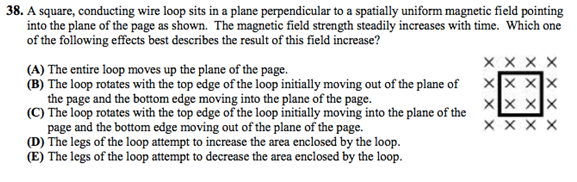 38. A square, conducting wire loop sits in a plane perpendicular to a spatially uniform magnetic field pointing
into the plane of the page as shown. The magnetic field strength steadily increases with time. Which one
of the following effects best describes the result of this field increase?
(A) The entire loop moves up the plane of the page.
(B) The loop rotates with the top edge of the loop initially moving out of the plane of
the page and the bottom edge moving into the plane of the page.
(C) The loop rotates with the top edge of the loop initially moving into the plane of the
page and the bottom edge moving out of the plane of the page.
(D) The legs of the loop attempt to increase the area enclosed by the loop.
(E) The legs of the loop attempt to decrease the area enclosed by the loop.
X X X X
X X X X
X X X X
X X X X